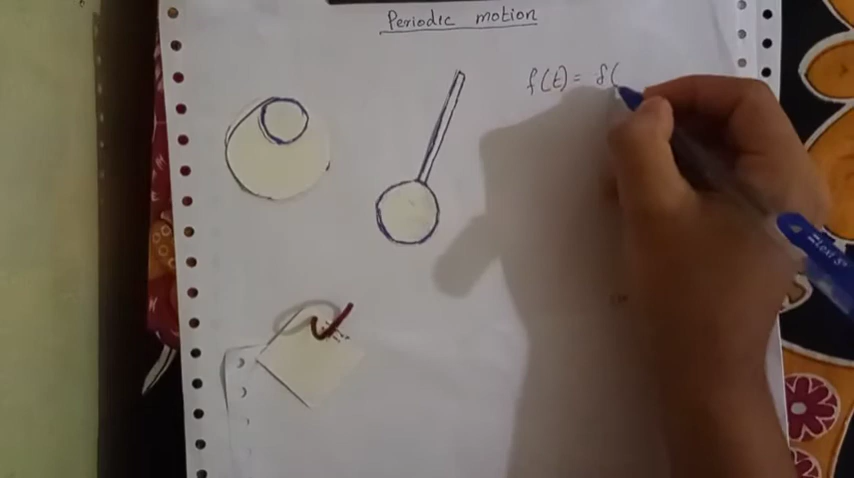 Periodic motion
f(t) = f(